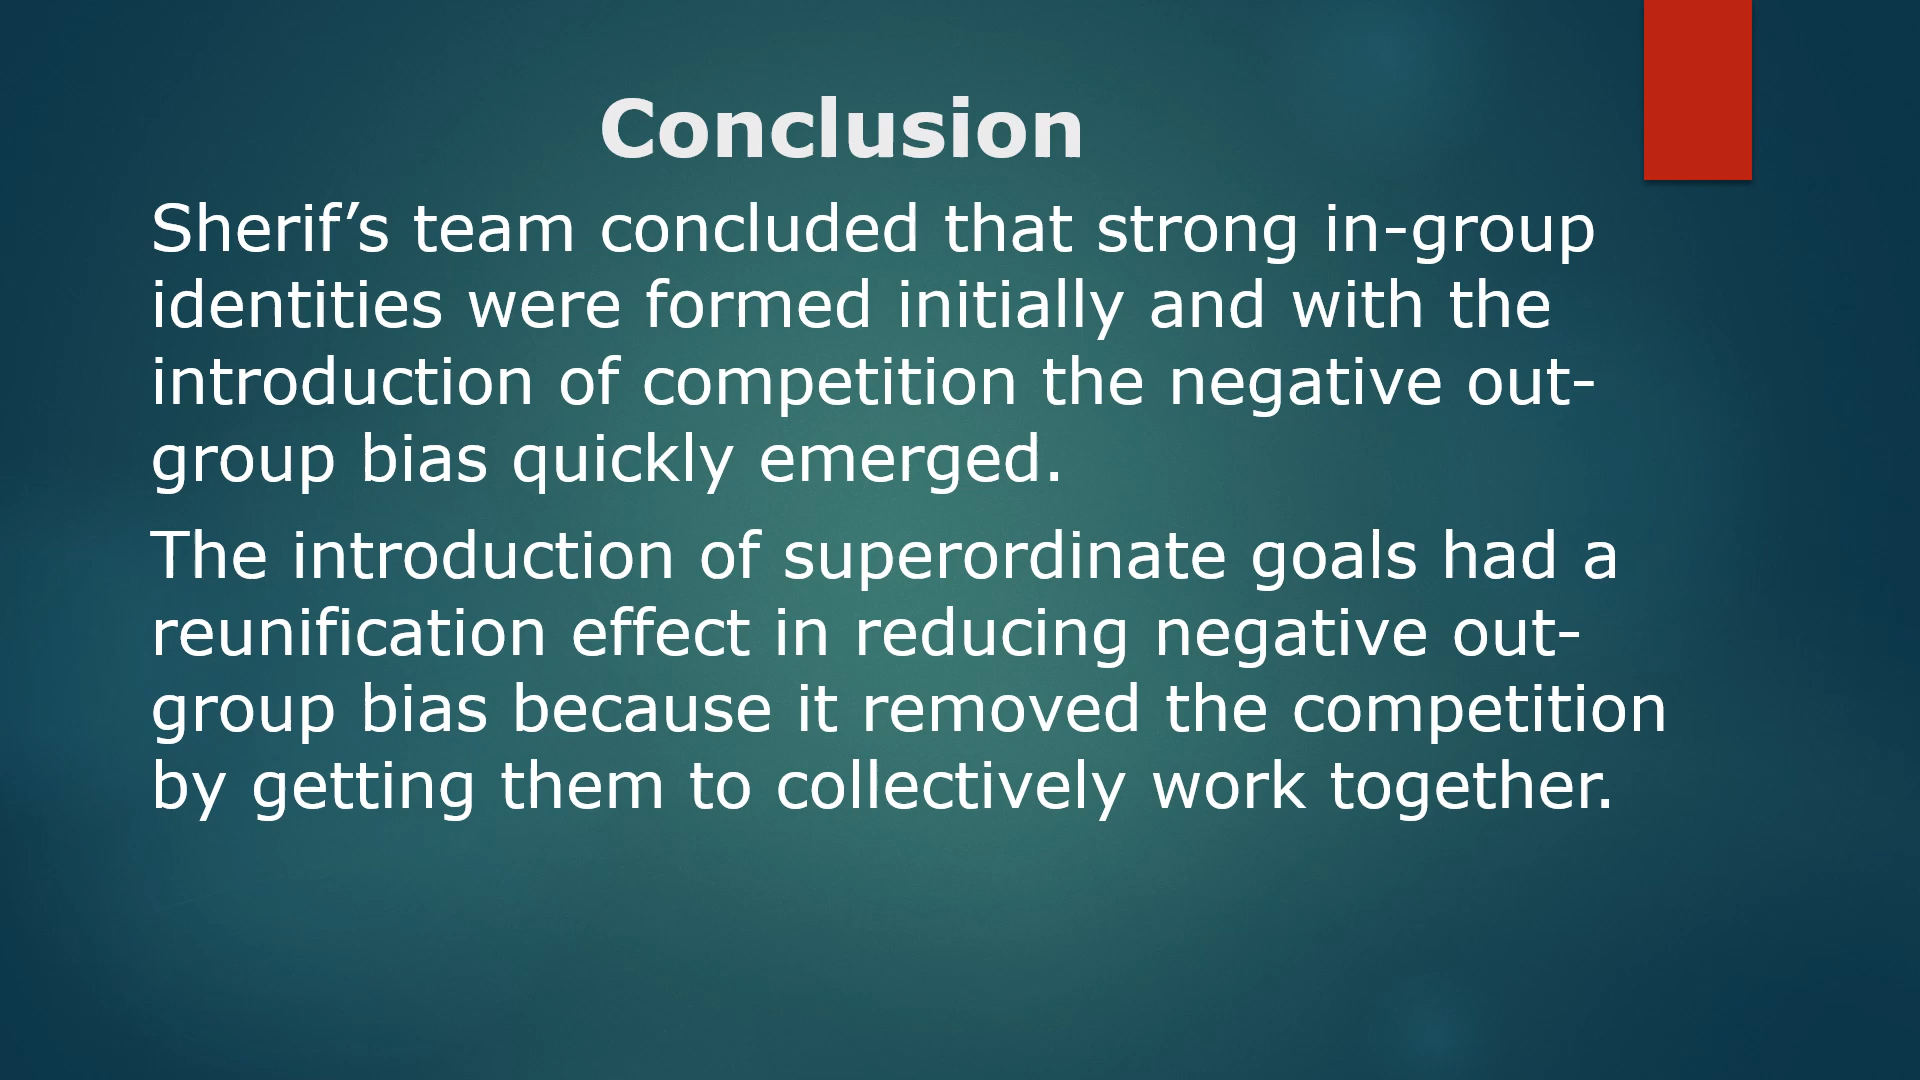 Conclusion
Sherif’s team concluded that strong in-group
identities were formed initially and with the
introduction of competition the negative out-
group bias quickly emerged.
The introduction of superordinate goals had a
reunification effect in reducing negative out-
group bias because it removed the competition
by getting them to collectively work together.